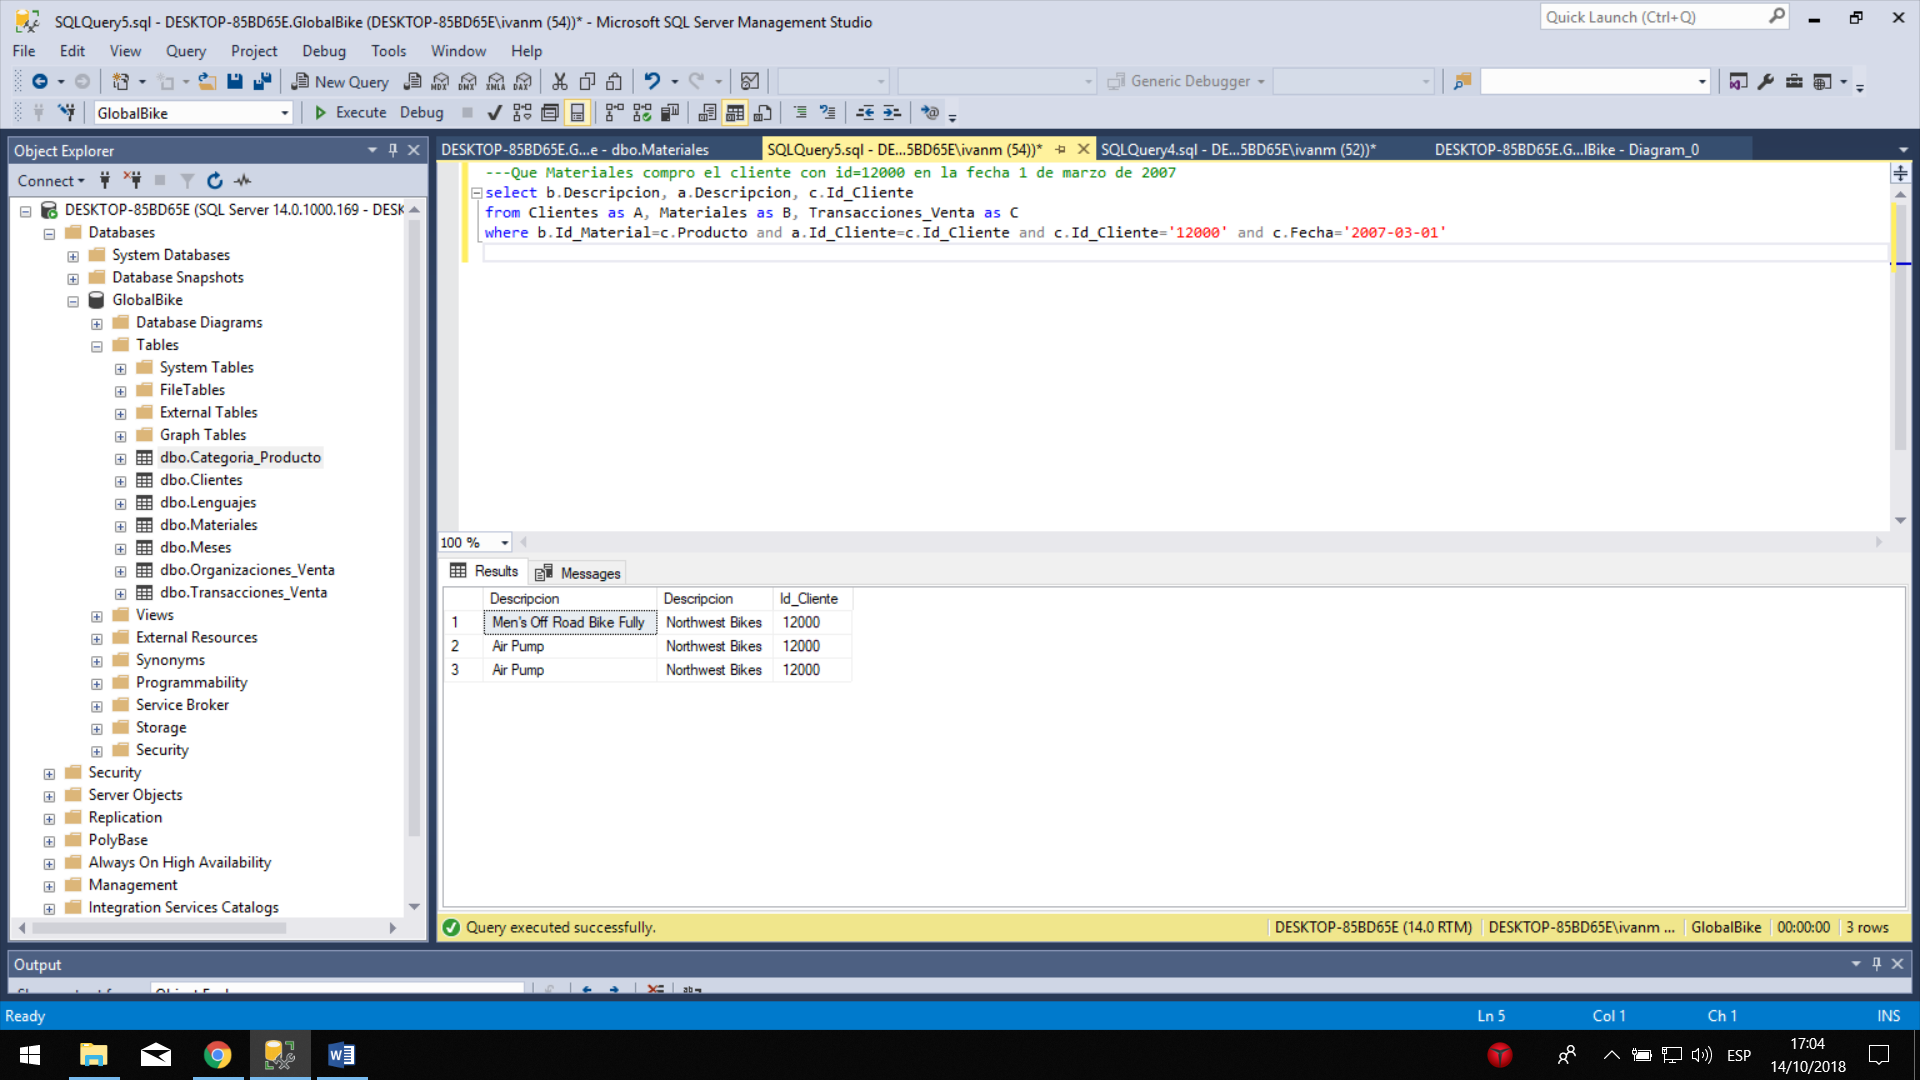 SQLQuery5.sql - DESKTOP-85BD65E.GlobalBike (DESKTOP-85BD65E\ivanm (54))* - Microsoft SQL Server Management Studio
Quick Launch (Ctrl+Q)
File Edit View Query Project Debug Tools Window Help
New Query MDX DMX XMLA DAX Generic Debugger
GlobalBike Execute Debug
Object Explorer
Connect
DESKTOP-85BD65E (SQL Server 14.0.1000.169 - DESK
Databases
System Databases
Database Snapshots
GlobalBike
Database Diagrams
Tables
System Tables
FileTables
External Tables
Graph Tables
dbo.Categoria_Producto
dbo.Clientes
dbo.Lenguajes
dbo.Materiales
dbo.Meses
dbo.Organizaciones_Venta
dbo.Transacciones_Venta
Views
External Resources
Synonyms
Programmability
Service Broker
Storage
Security
Security
Server Objects
Replication
PolyBase
Always On High Availability
Management
Integration Services Catalogs
DESKTOP-85BD65E.G...e - dbo.Materiales SQLQuery5.sql - DE...5BD65E\ivanm (54))* SQLQuery4.sql - DE...5BD65E\ivanm (52))* DESKTOP-85BD65E.G...lBike - Diagram_0
---Que Materiales compro el cliente con id=12000 en la fecha 1 de marzo de 2007
select b.Descripcion, a.Descripcion, c.Id_Cliente
from Clientes as A, Materiales as B, Transacciones_Venta as C
where b.Id_Material=c.Producto and a.Id_Cliente=c.Id_Cliente and c.Id_Cliente='12000' and c.Fecha='2007-03-01'
100 %
Results Messages
Descripcion Descripcion Id_Cliente
1 Men's Off Road Bike Fully Northwest Bikes 12000
2 Air Pump Northwest Bikes 12000
3 Air Pump Northwest Bikes 12000
Query executed successfully. DESKTOP-85BD65E (14.0 RTM) DESKTOP-85BD65E\ivanm ... GlobalBike 00:00:00 3 rows
Output
Ready Ln 5 Col 1 Ch 1 INS
ESP
17:04
14/10/2018